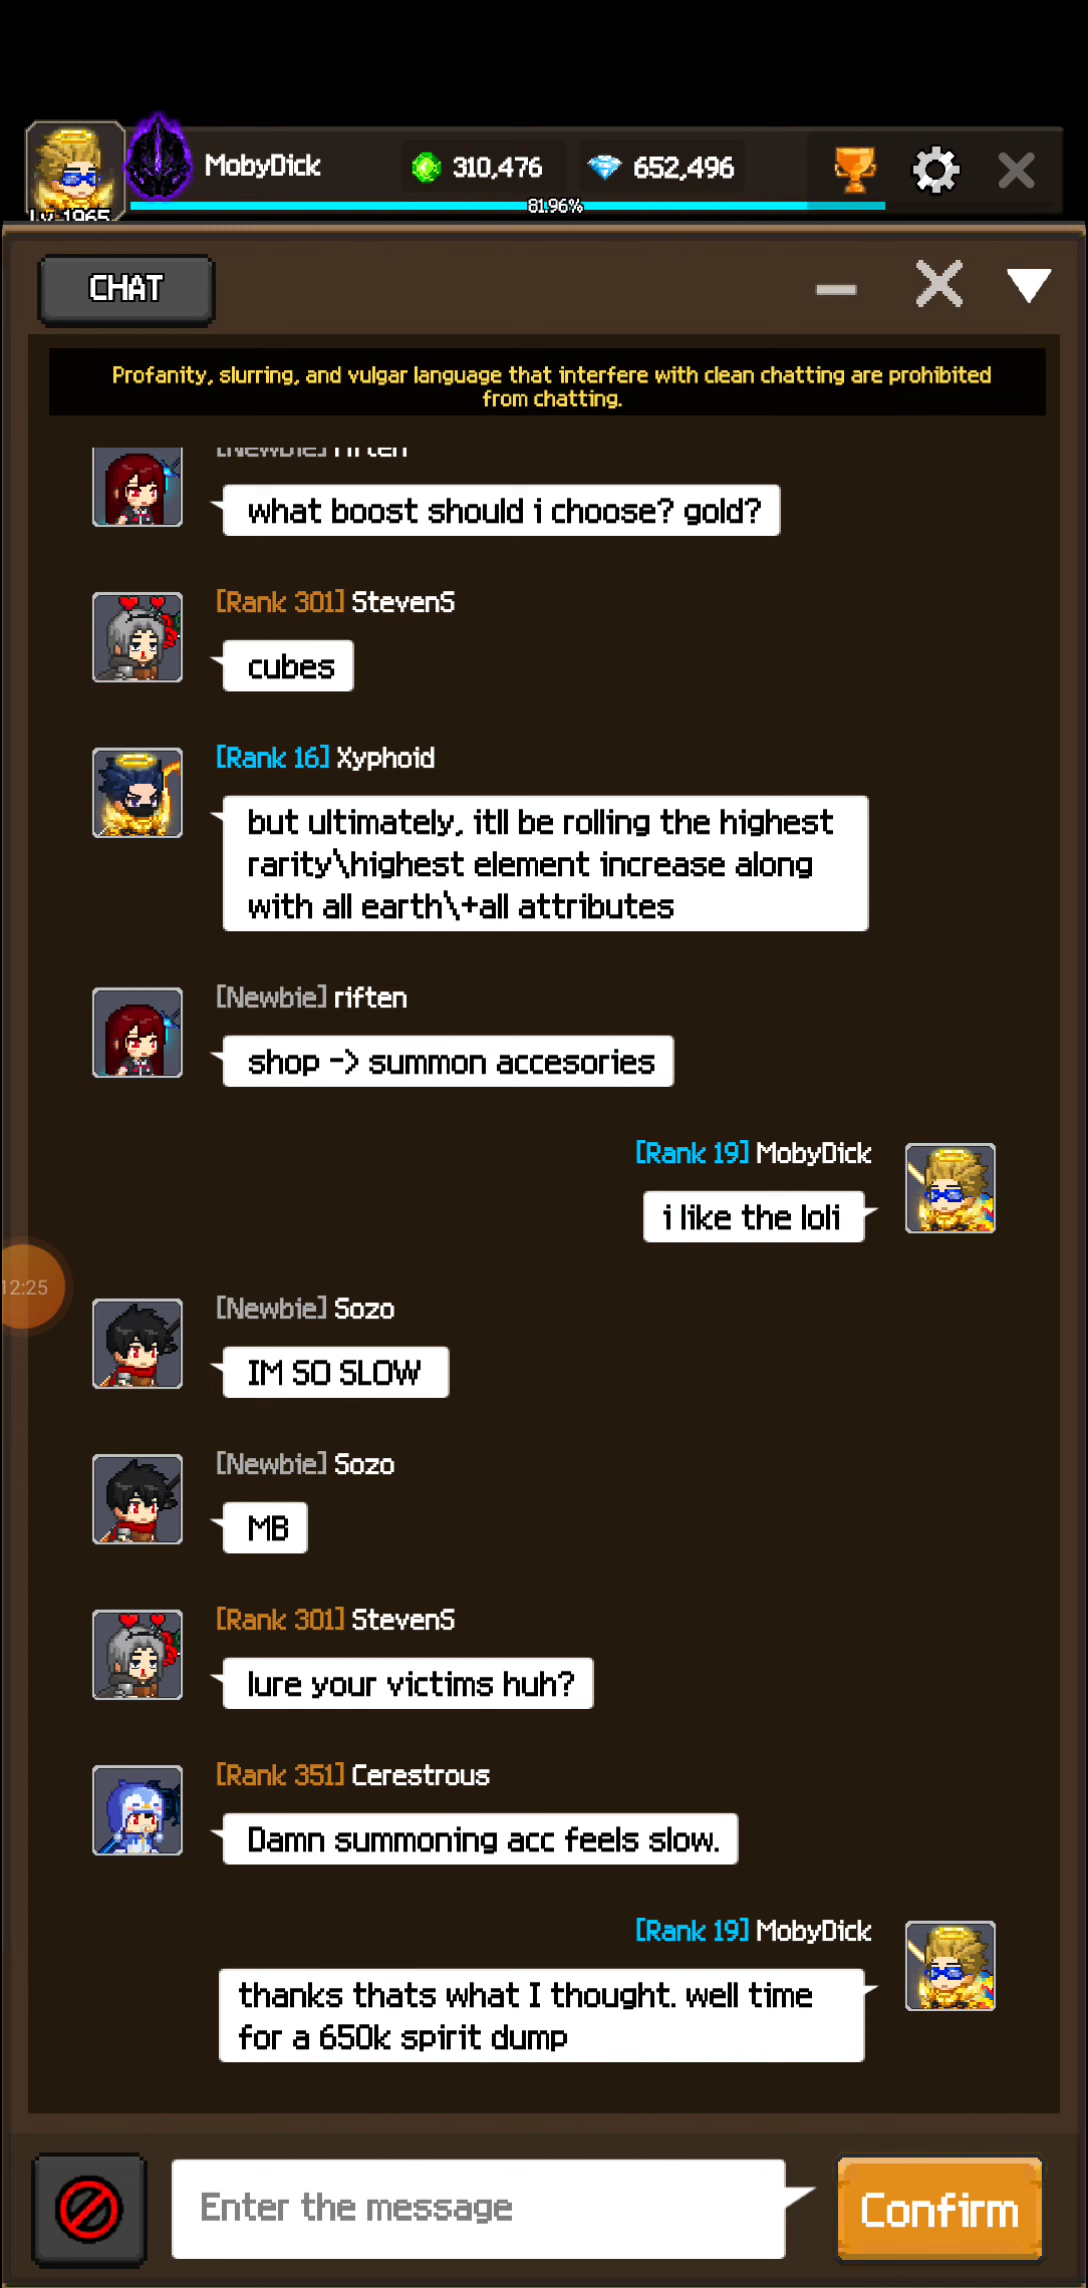 MobyDick
310,476
652,496
Lv. 1965
81.96%
CHAT
Profanity, slurring, and vulgar language that interfere with clean chatting are prohibited
from chatting.
[Newbie] riften
what boost should i choose? gold?
[Rank 301] StevenS
cubes
[Rank 16] Xyphoid
but ultimately, itll be rolling the highest
rarity\highest element increase along
with all earth\+all attributes
[Newbie] riften
shop -> summon accesories
[Rank 19] MobyDick
i like the loli
12:25
[Newbie] Sozo
IM SO SLOW
[Newbie] Sozo
MB
[Rank 301] StevenS
lure your victims huh?
[Rank 351] Cerestrous
Damn summoning acc feels slow.
[Rank 19] MobyDick
thanks thats what I thought. well time
for a 650k spirit dump
Enter the message
Confirm